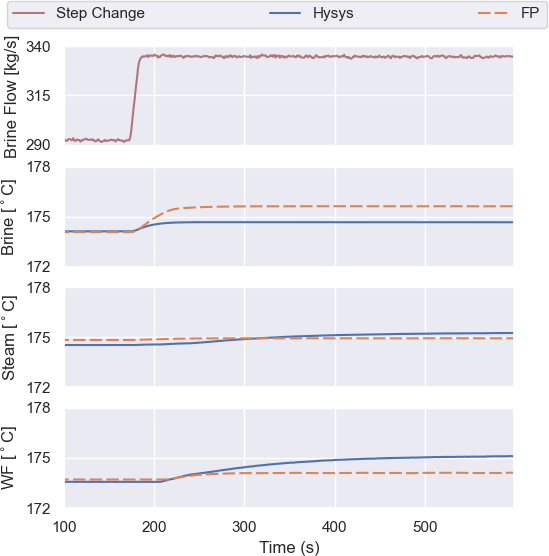 Step Change Hysys FP
Brine Flow [kg/s]
340
315
290
Brine [°C]
178
175
172
Steam [°C]
178
175
172
WF [°C]
178
175
172
100 200 300 400 500
Time (s)